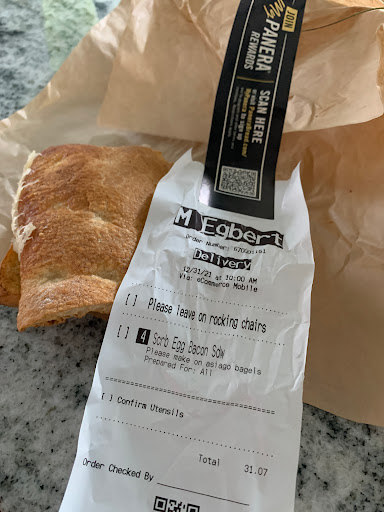 JOIN
PANERA
REWARDS
SCAN HERE
M Egbert
Order Number:
Delivery
12/31/21 at 10:00 AM
Via: eCommerce Mobile
[ ] Please leave on rocking chairs
[ ] 4 Scrb Egg Bacon Sdw
Please make on asiago bagels
Prepared For: All
[ ] Confirm Utensils
Total 31.07
Order Checked By